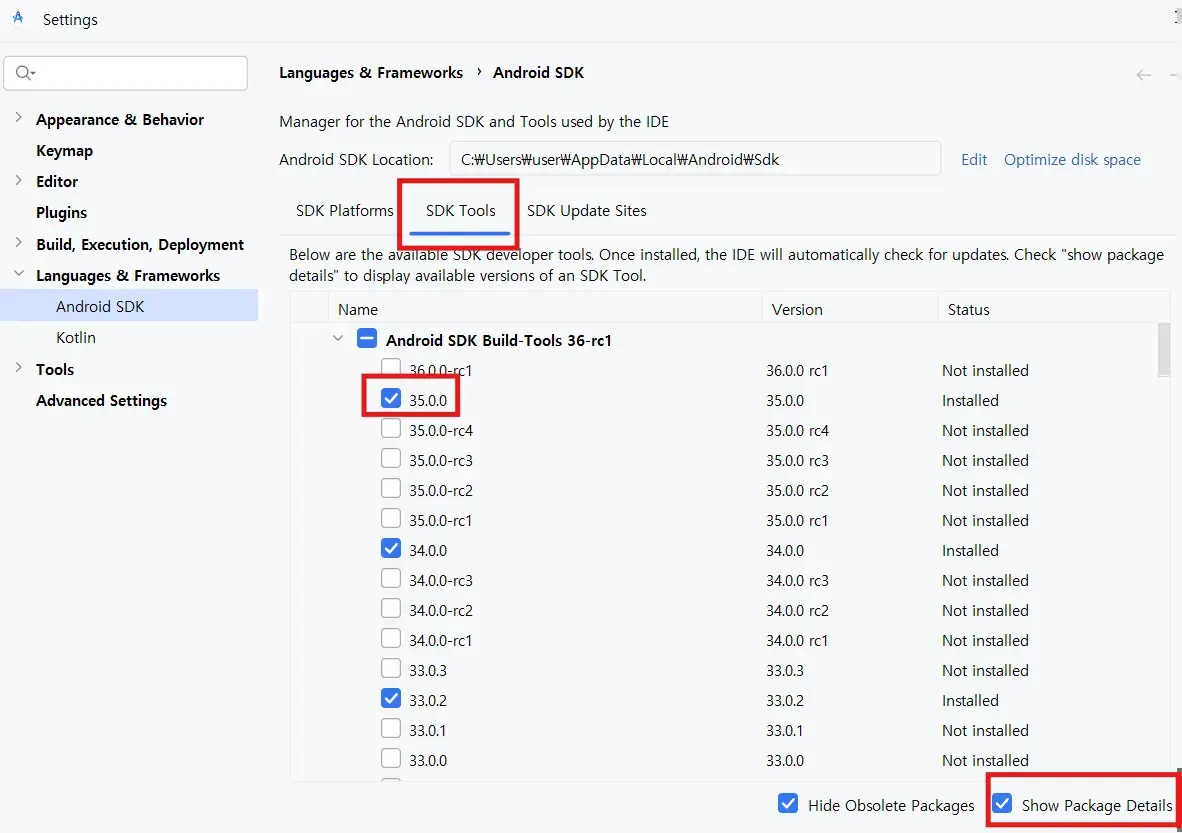 Settings
Languages & Frameworks › Android SDK
Appearance & Behavior
Keymap
Editor
Plugins
Build, Execution, Deployment
Languages & Frameworks
Android SDK
Kotlin
Tools
Advanced Settings
Manager for the Android SDK and Tools used by the IDE
Android SDK Location: C:₩Users₩user₩AppData₩Local₩Android₩Sdk Edit Optimize disk space
SDK Platforms SDK Tools SDK Update Sites
Below are the available SDK developer tools. Once installed, the IDE will automatically check for updates. Check "show package
details" to display available versions of an SDK Tool.
Name Version Status
Android SDK Build-Tools 36-rc1
36.0.0-rc1 36.0.0 rc1 Not installed
35.0.0 35.0.0 Installed
35.0.0-rc4 35.0.0 rc4 Not installed
35.0.0-rc3 35.0.0 rc3 Not installed
35.0.0-rc2 35.0.0 rc2 Not installed
35.0.0-rc1 35.0.0 rc1 Not installed
34.0.0 34.0.0 Installed
34.0.0-rc3 34.0.0 rc3 Not installed
34.0.0-rc2 34.0.0 rc2 Not installed
34.0.0-rc1 34.0.0 rc1 Not installed
33.0.3 33.0.3 Not installed
33.0.2 33.0.2 Installed
33.0.1 33.0.1 Not installed
33.0.0 33.0.0 Not installed
Hide Obsolete Packages Show Package Details